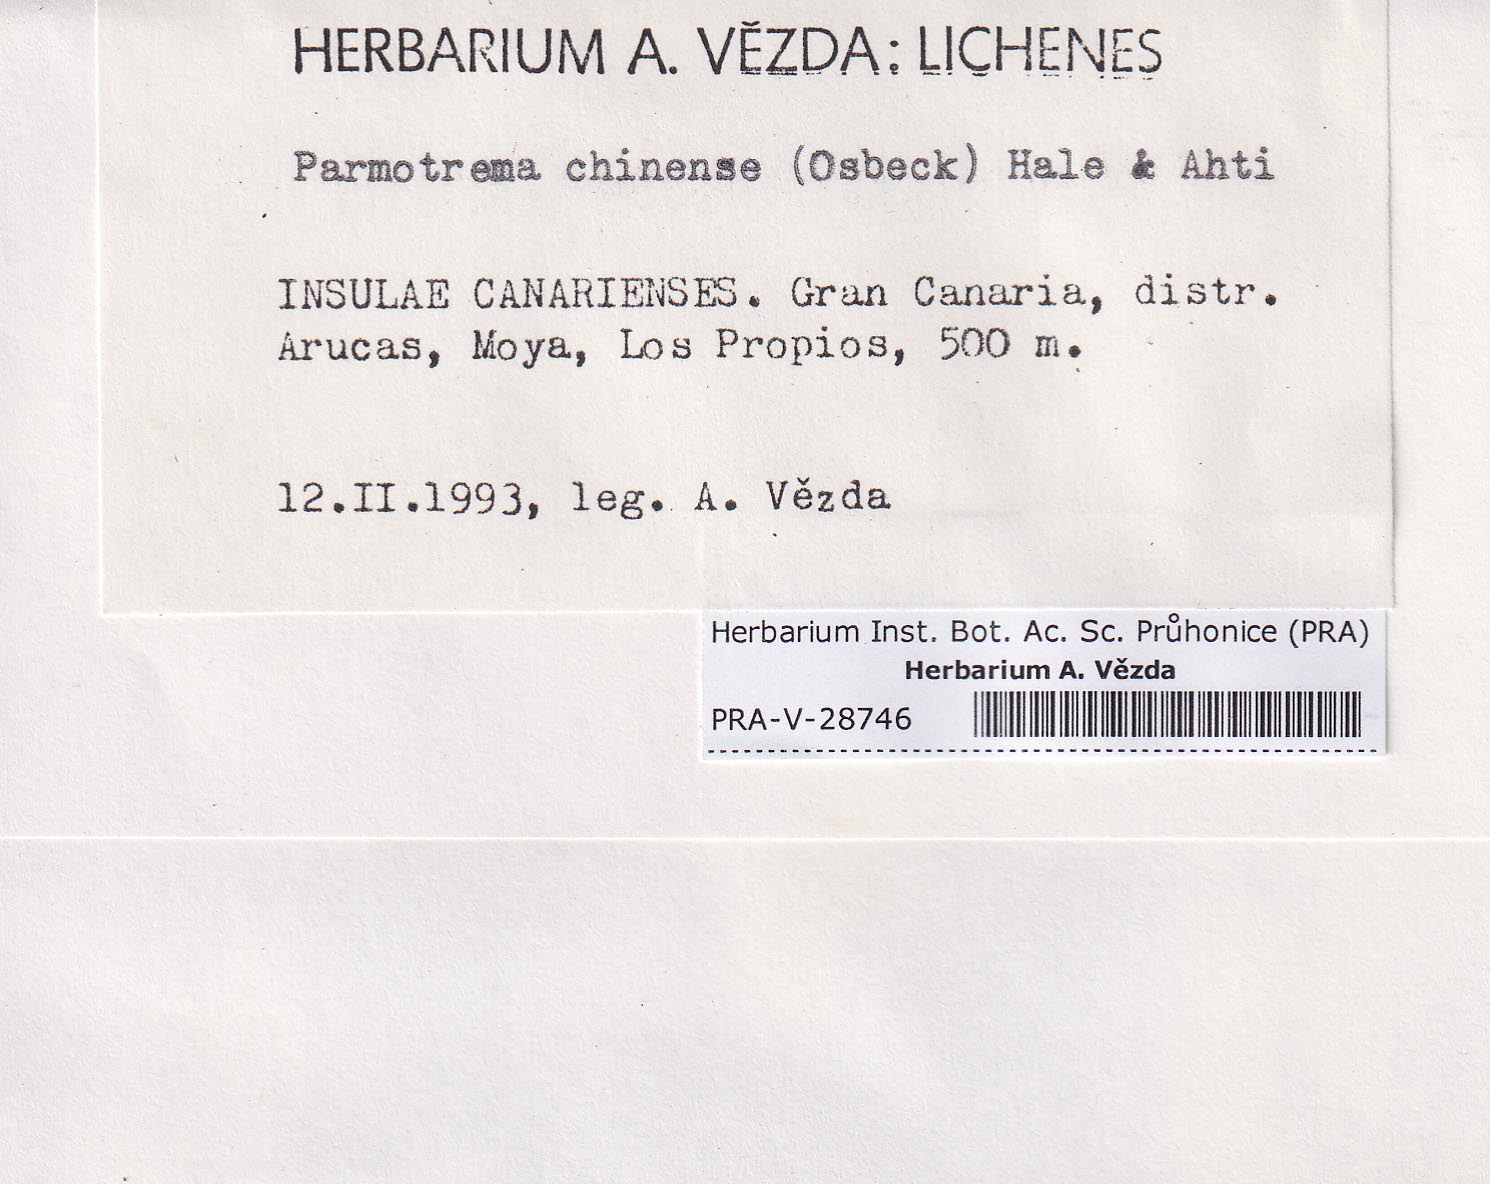 HERBARIUM A. VĚZDA: LICHENES
Parmotrema chinense (Osbeck) Hale & Ahti
INSULAE CANARIENSES. Gran Canaria, distr.
Arucas, Moya, Los Propios, 500 m.
12.II.1993, leg. A. Vězda
Herbarium Inst. Bot. Ac. Sc. Průhonice (PRA)
Herbarium A. Vězda
PRA-V-28746